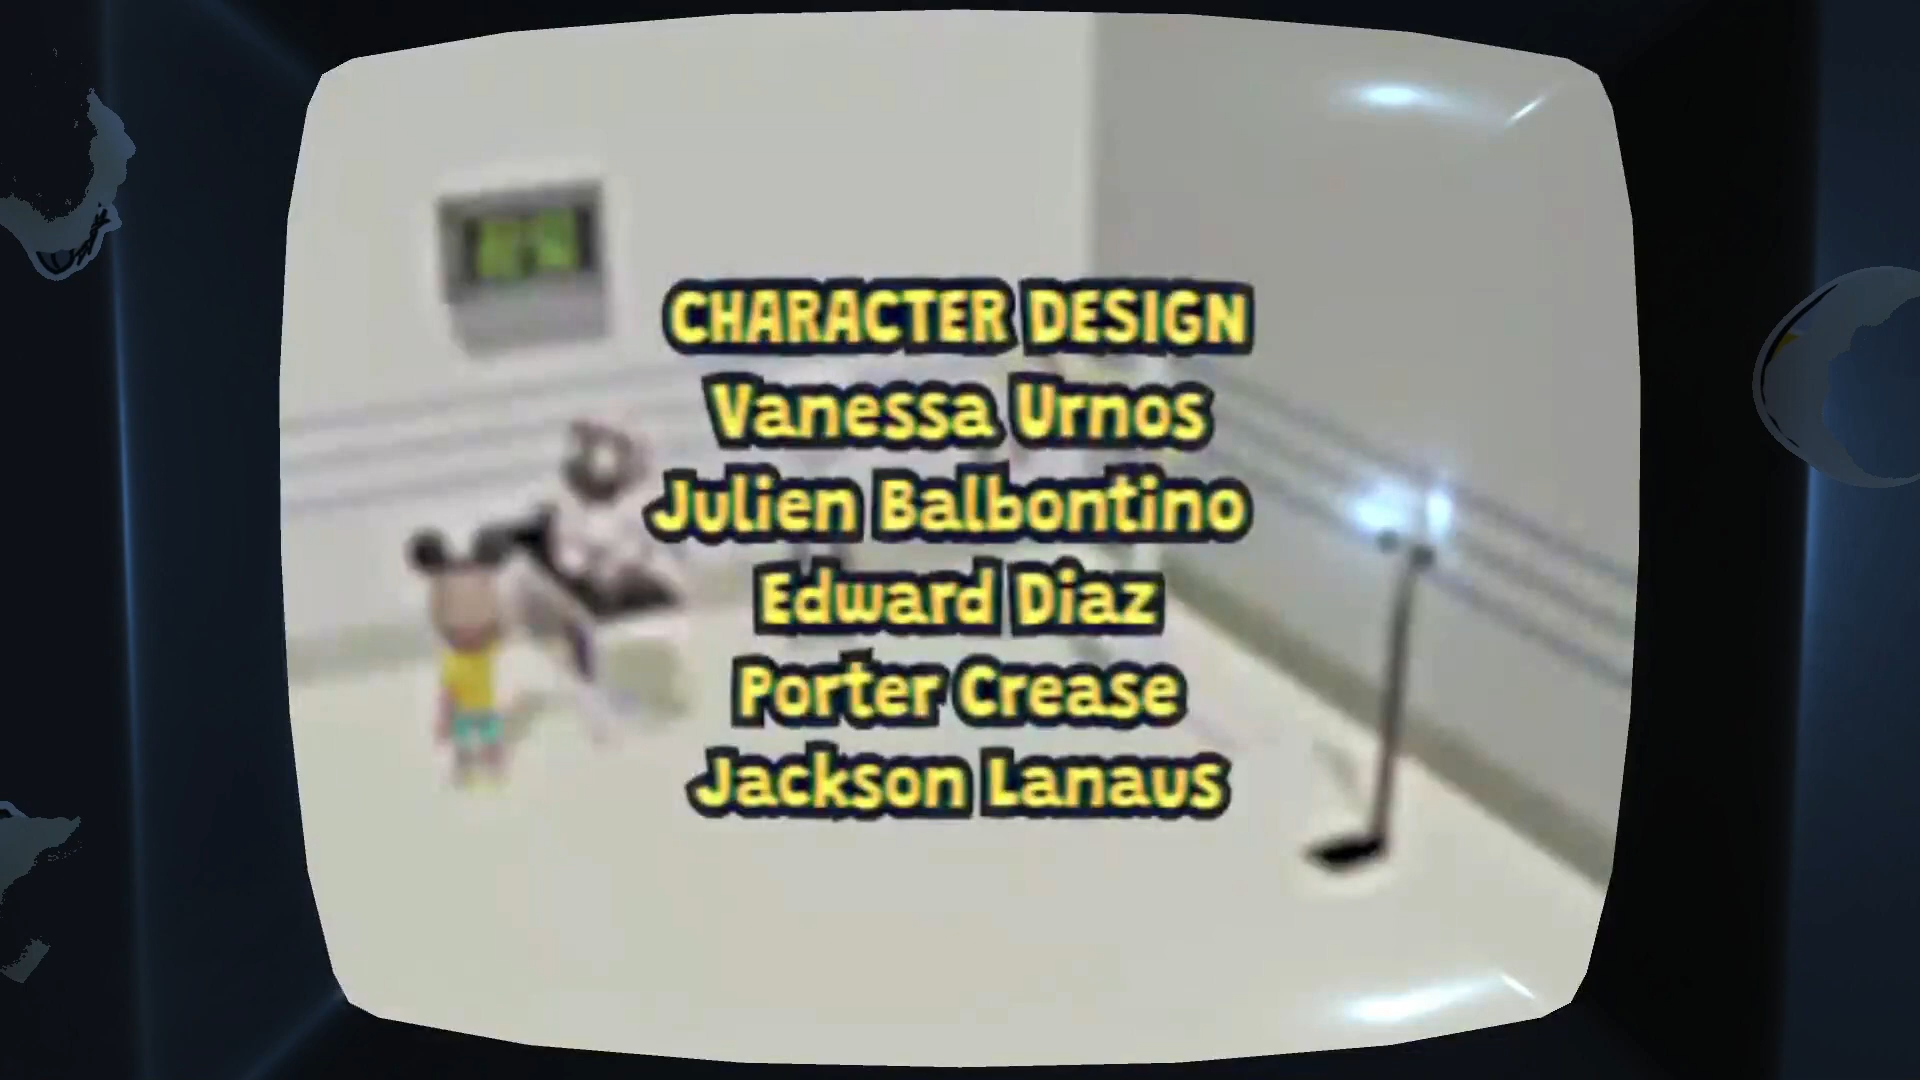 CHARACTER DESIGN
Vanessa Urnos
Julien Balbontino
Edward Diaz
Porter Crease
Jackson Lanaus